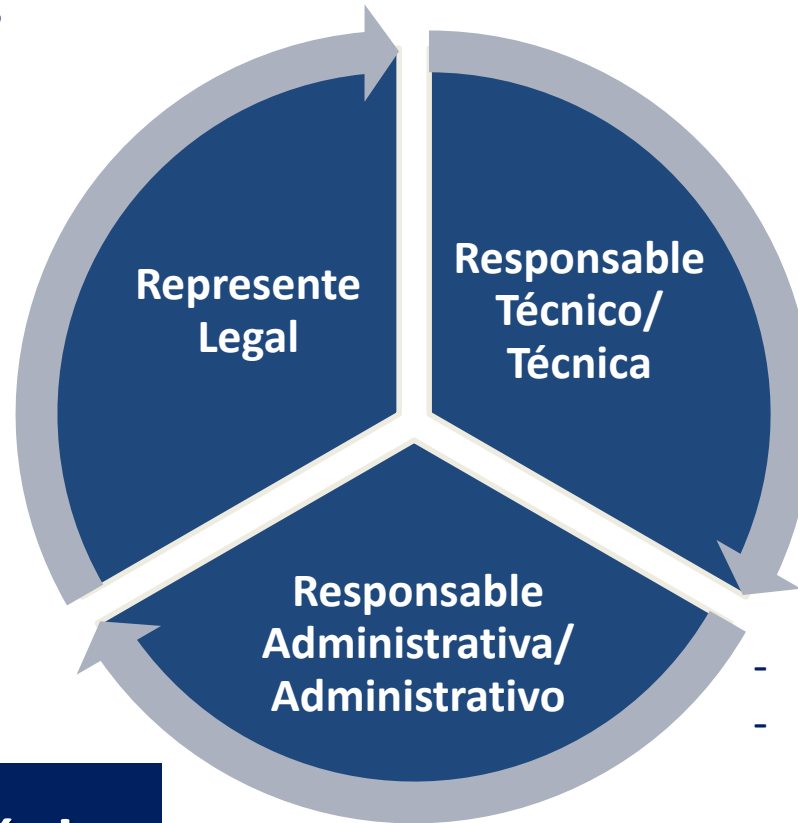 Represente
Legal
Responsable
Técnico/
Técnica
Responsable
Administrativa/
Administrativo
-
-